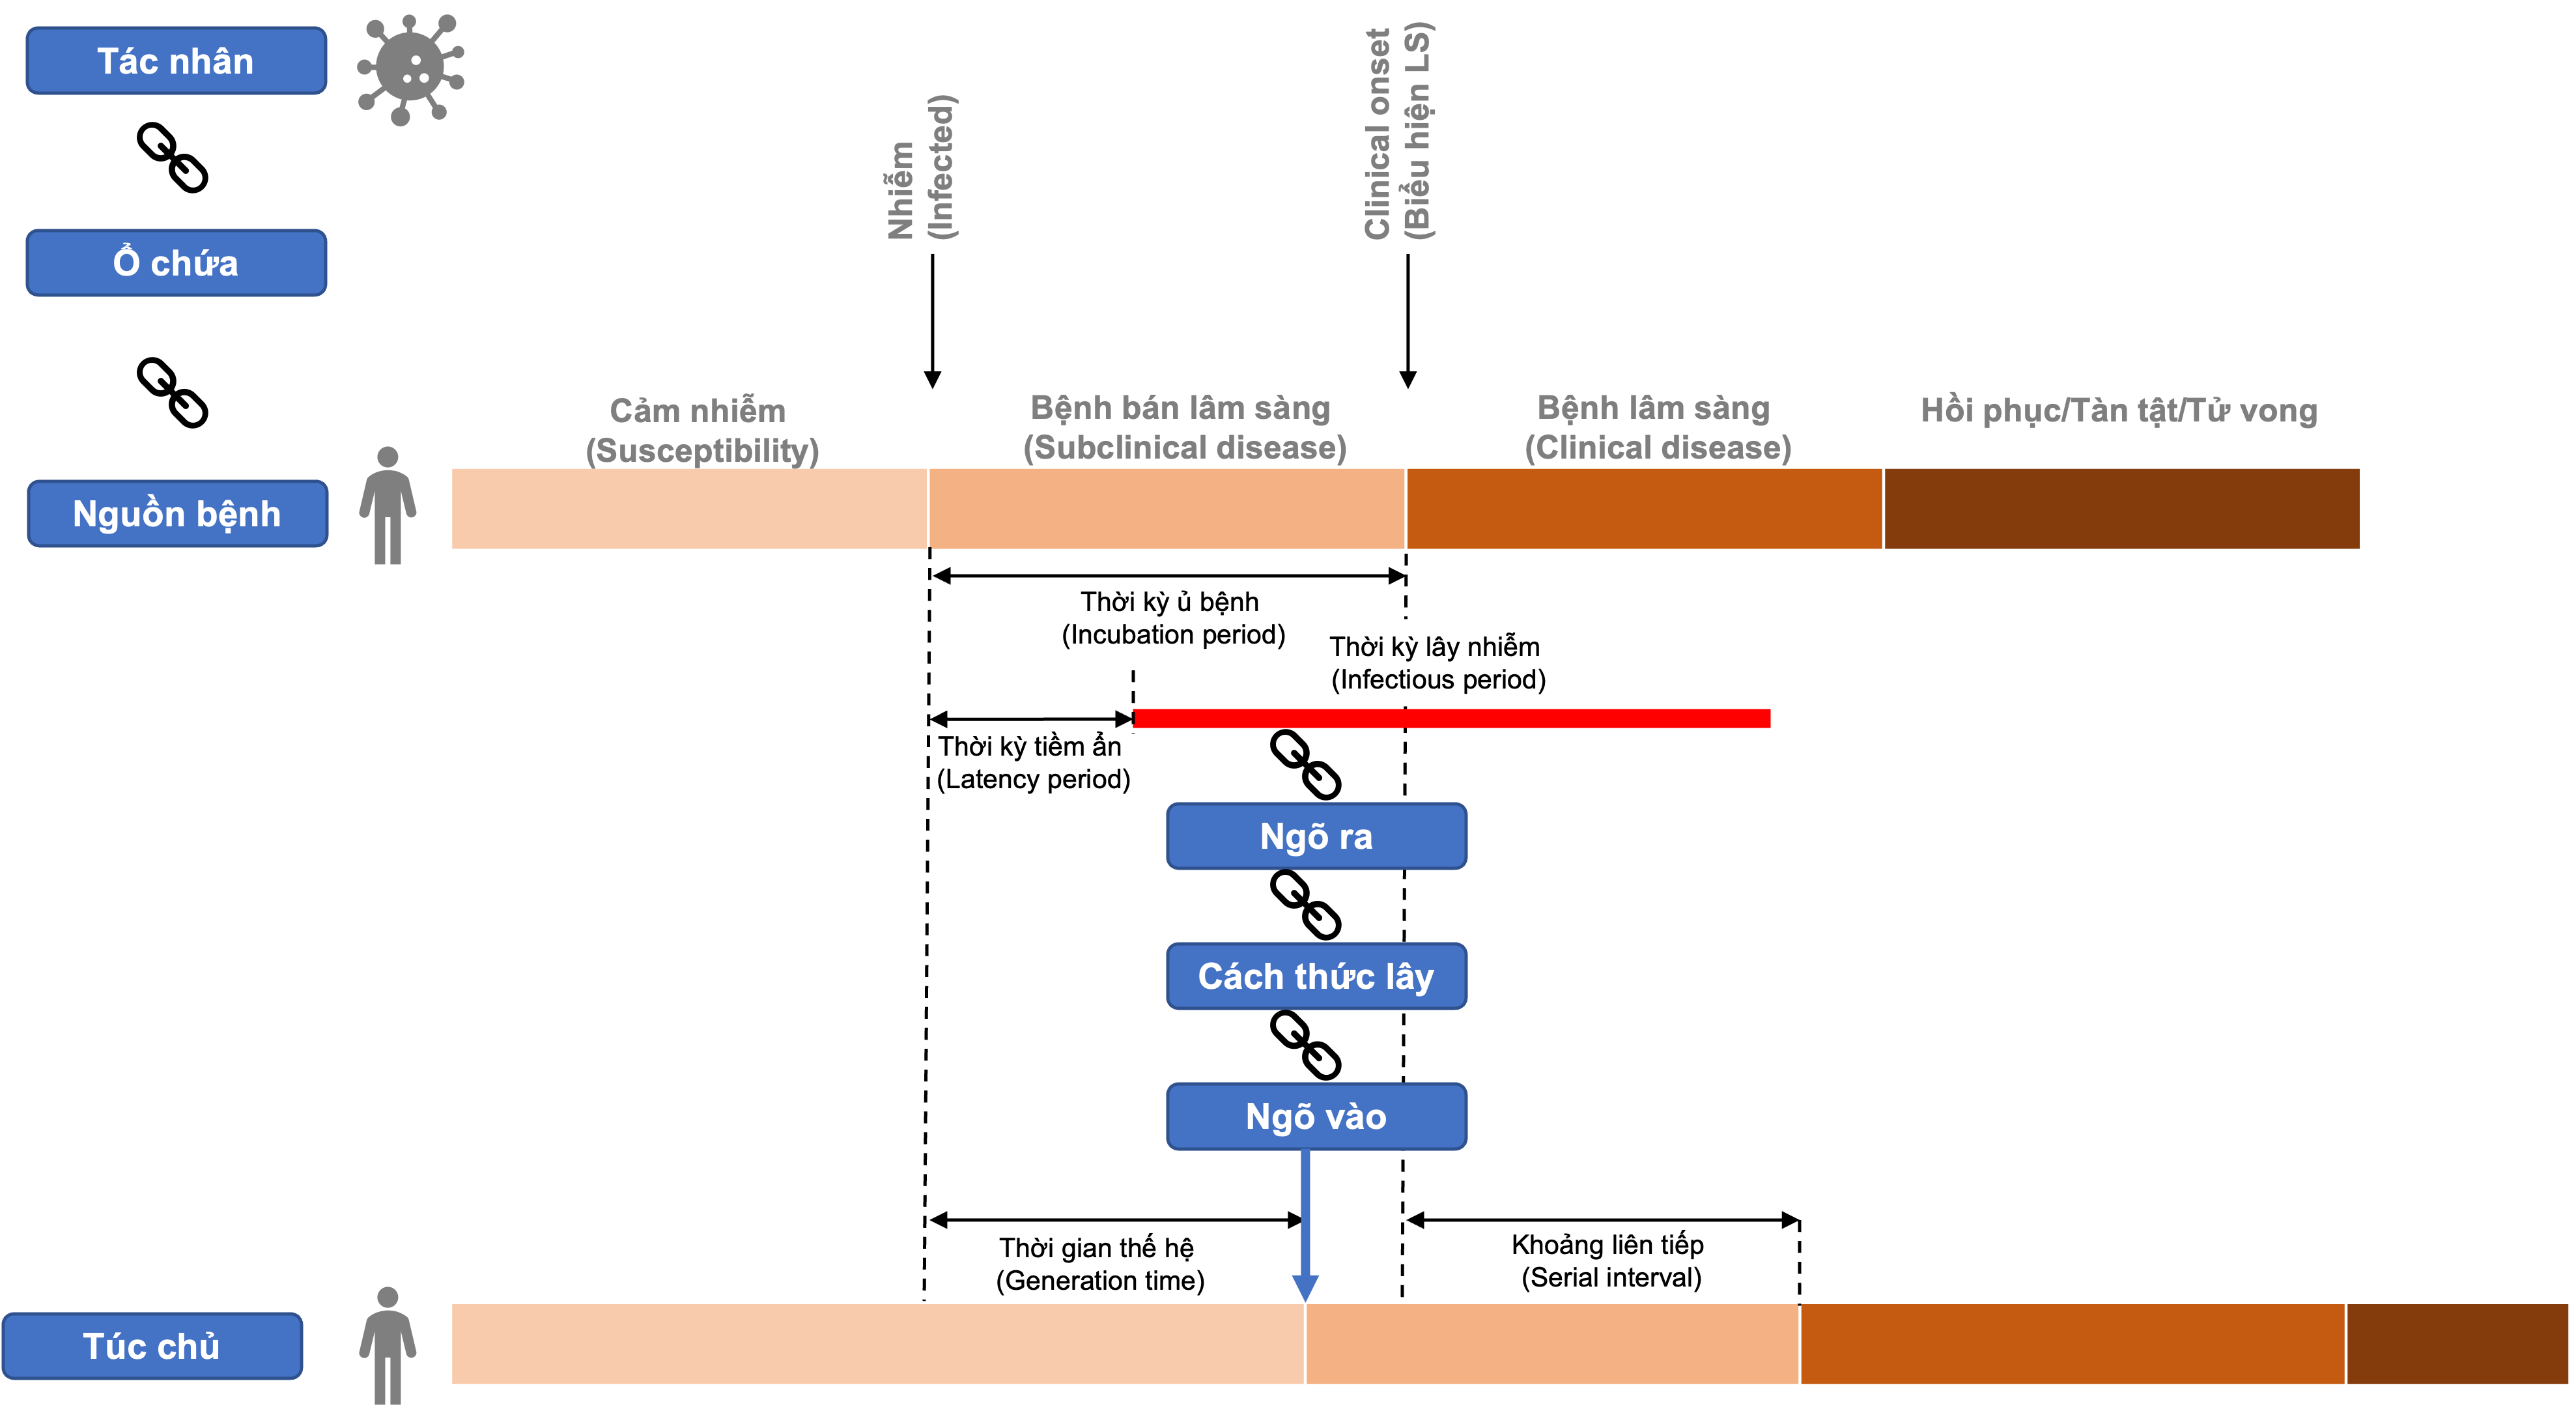 Tác nhân
Ổ chứa
Nguồn bệnh
Nhiễm
(Infected)
Clinical onset
(Biểu hiện LS)
Cảm nhiễm
(Susceptibility)
Bệnh bán lâm sàng
(Subclinical disease)
Bệnh lâm sàng
(Clinical disease)
Hồi phục/Tàn tật/Tử vong
Thời kỳ ủ bệnh
(Incubation period)
Thời kỳ lây nhiễm
(Infectious period)
Thời kỳ tiềm ẩn
(Latency period)
Ngõ ra
Cách thức lây
Ngõ vào
Thời gian thế hệ
(Generation time)
Khoảng liên tiếp
(Serial interval)
Túc chủ